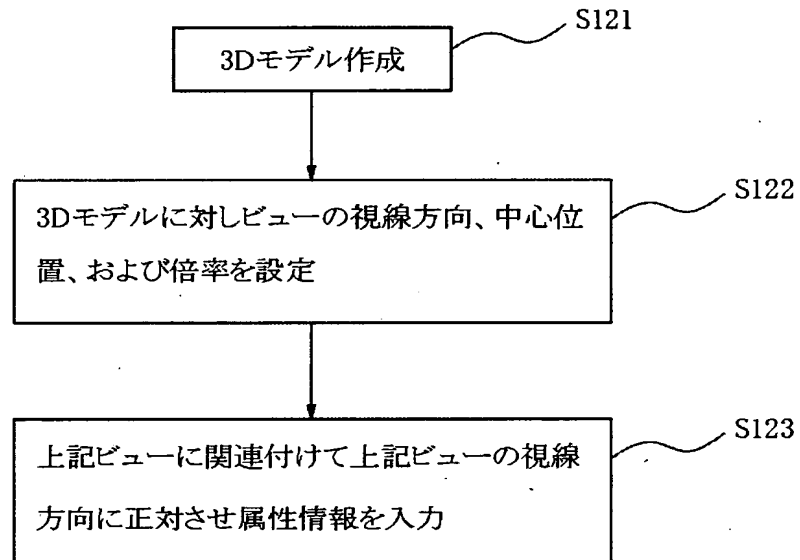 S121
3Dモデル作成
S122
3Dモデルに対しビューの視線方向、中心位
置、および倍率を設定
S123
上記ビューに関連付けて上記ビューの視線
方向に正対させ属性情報を入力